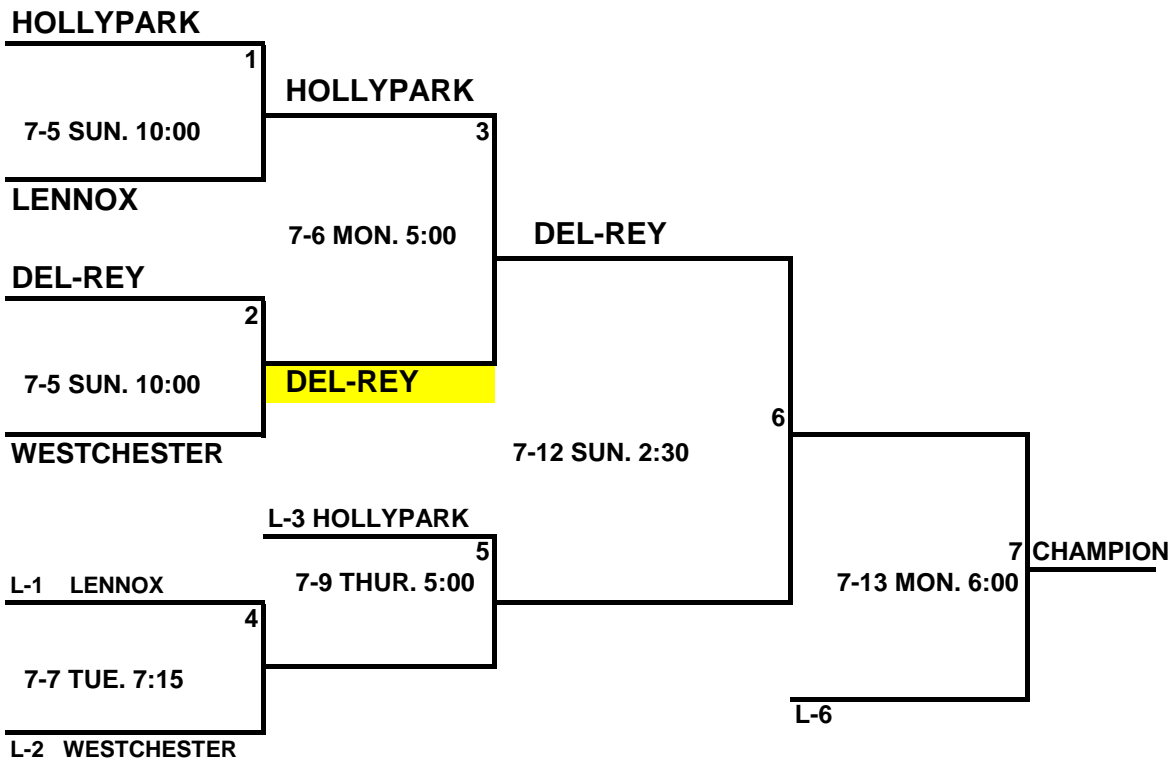 HOLLYPARK
1
HOLLYPARK
7-5 SUN. 10:00
3
LENNOX
7-6 MON. 5:00
DEL-REY
DEL-REY
2
7-5 SUN. 10:00
DEL-REY
6
WESTCHESTER
7-12 SUN. 2:30
L-3 HOLLYPARK
5
7 CHAMPION
L-1 LENNOX
7-9 THUR. 5:00
7-13 MON. 6:00
4
7-7 TUE. 7:15
L-6
L-2 WESTCHESTER